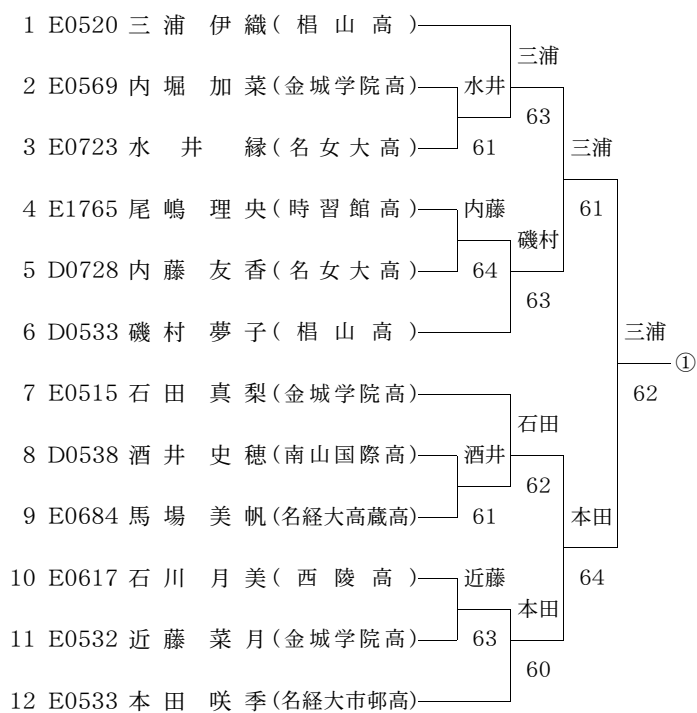 1 E0520 三浦 伊織(椙山高)
三浦
2 E0569 内堀 加菜(金城学院高) 水井
63
3 E0723 水井 縁(名女大高) 61 三浦
4 E1765 尾嶋 理央(時習館高) 内藤 61
磯村
5 D0728 内藤 友香(名女大高) 64
63
6 D0533 磯村 夢子(椙山高) 三浦
①
7 E0515 石田 真梨(金城学院高) 62
石田
8 D0538 酒井 史穂(南山国際高) 酒井
62
9 E0684 馬場 美帆(名経大高蔵高) 61 本田
10 E0617 石川 月美(西陵高) 近藤 64
本田
11 E0532 近藤 菜月(金城学院高) 63
60
12 E0533 本田 咲季(名経大市邨高)